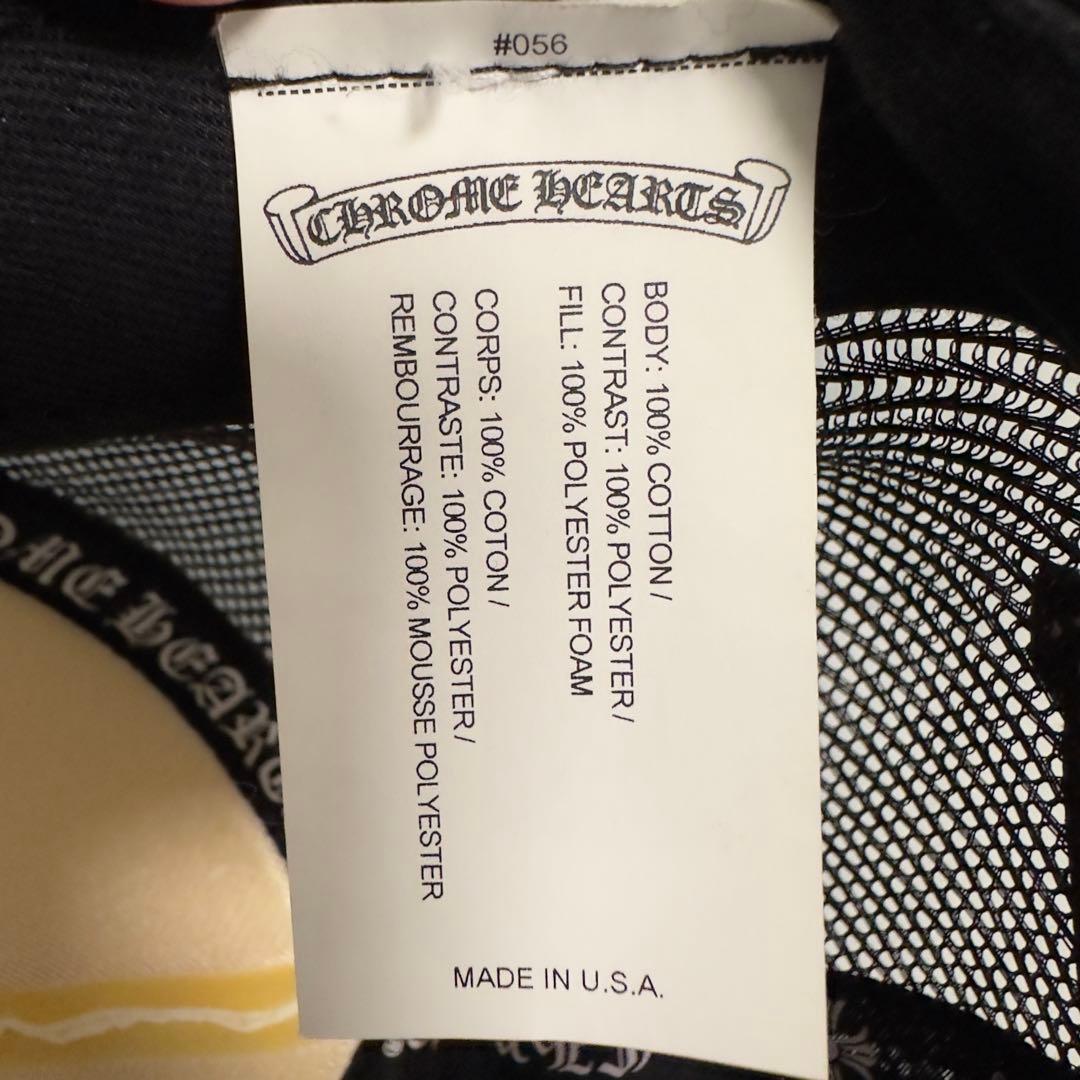 #056
CHROME HEARTS
BODY: 100% COTTON /
CONTRAST: 100% POLYESTER /
FILL: 100% POLYESTER FOAM
CORPS: 100% COTON /
CONTRASTE: 100% POLYESTER /
REMBOURRAGE: 100% MOUSSE POLYESTER
MADE IN U.S.A.